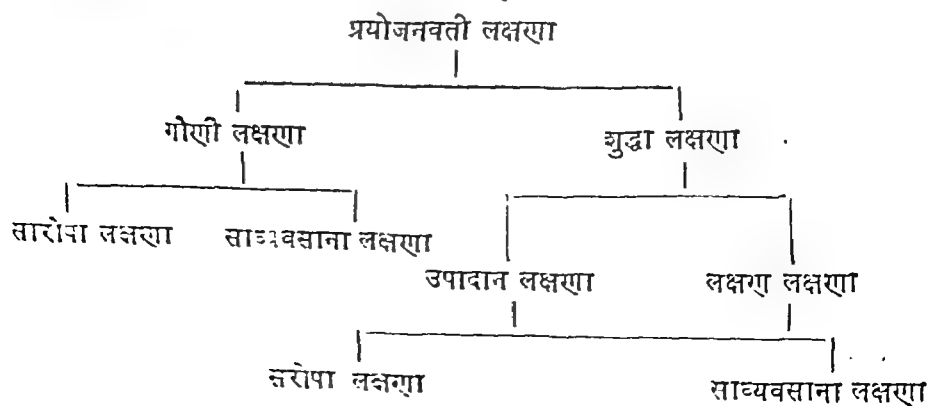 प्रयोजनवती लक्षणा
गौणी लक्षणा शुद्धा लक्षणा
सारोपा लक्षणा साव्यवसाना लक्षणा
उपादान लक्षणा लक्षण लक्षणा
सरोपा लक्षणा साव्यवसाना लक्षणा